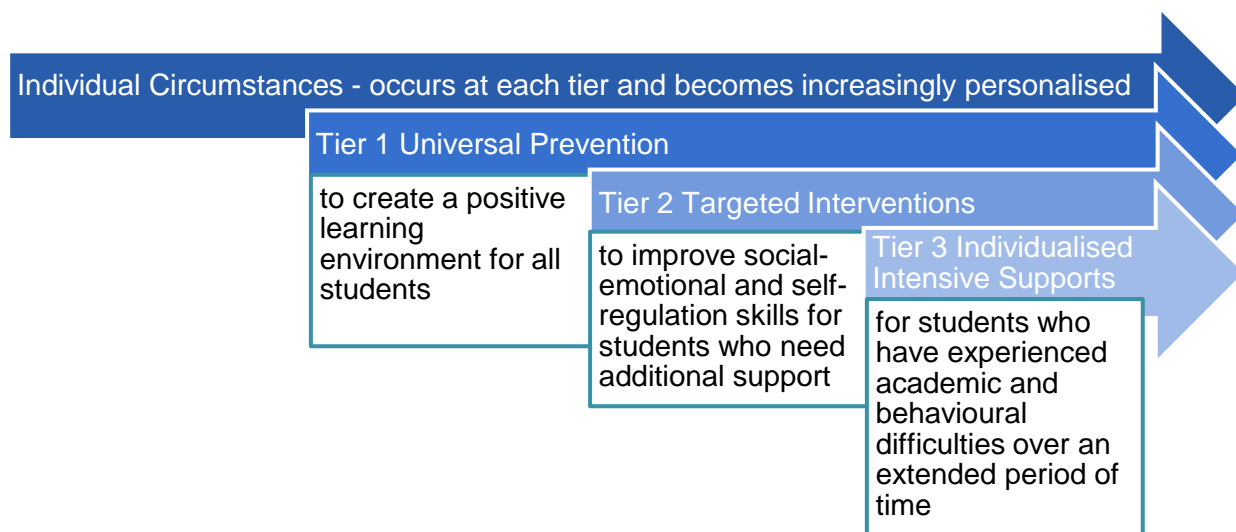 Individual Circumstances - occurs at each tier and becomes increasingly personalised
Tier 1 Universal Prevention
to create a positive
learning
environment for all
students
Tier 2 Targeted Interventions
to improve social-
emotional and self-
regulation skills for
students who need
additional support
Tier 3 Individualised
Intensive Supports
for students who
have experienced
academic and
behavioural
difficulties over an
extended period of
time